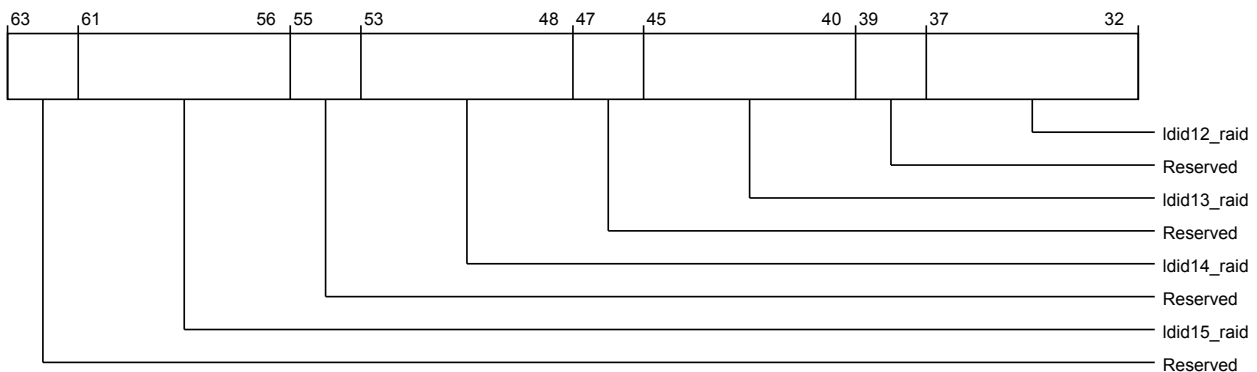 63 61 56 55 53 48 47 45 40 39 37 32
ldid12_raid
Reserved
ldid13_raid
Reserved
ldid14_raid
Reserved
ldid15_raid
Reserved